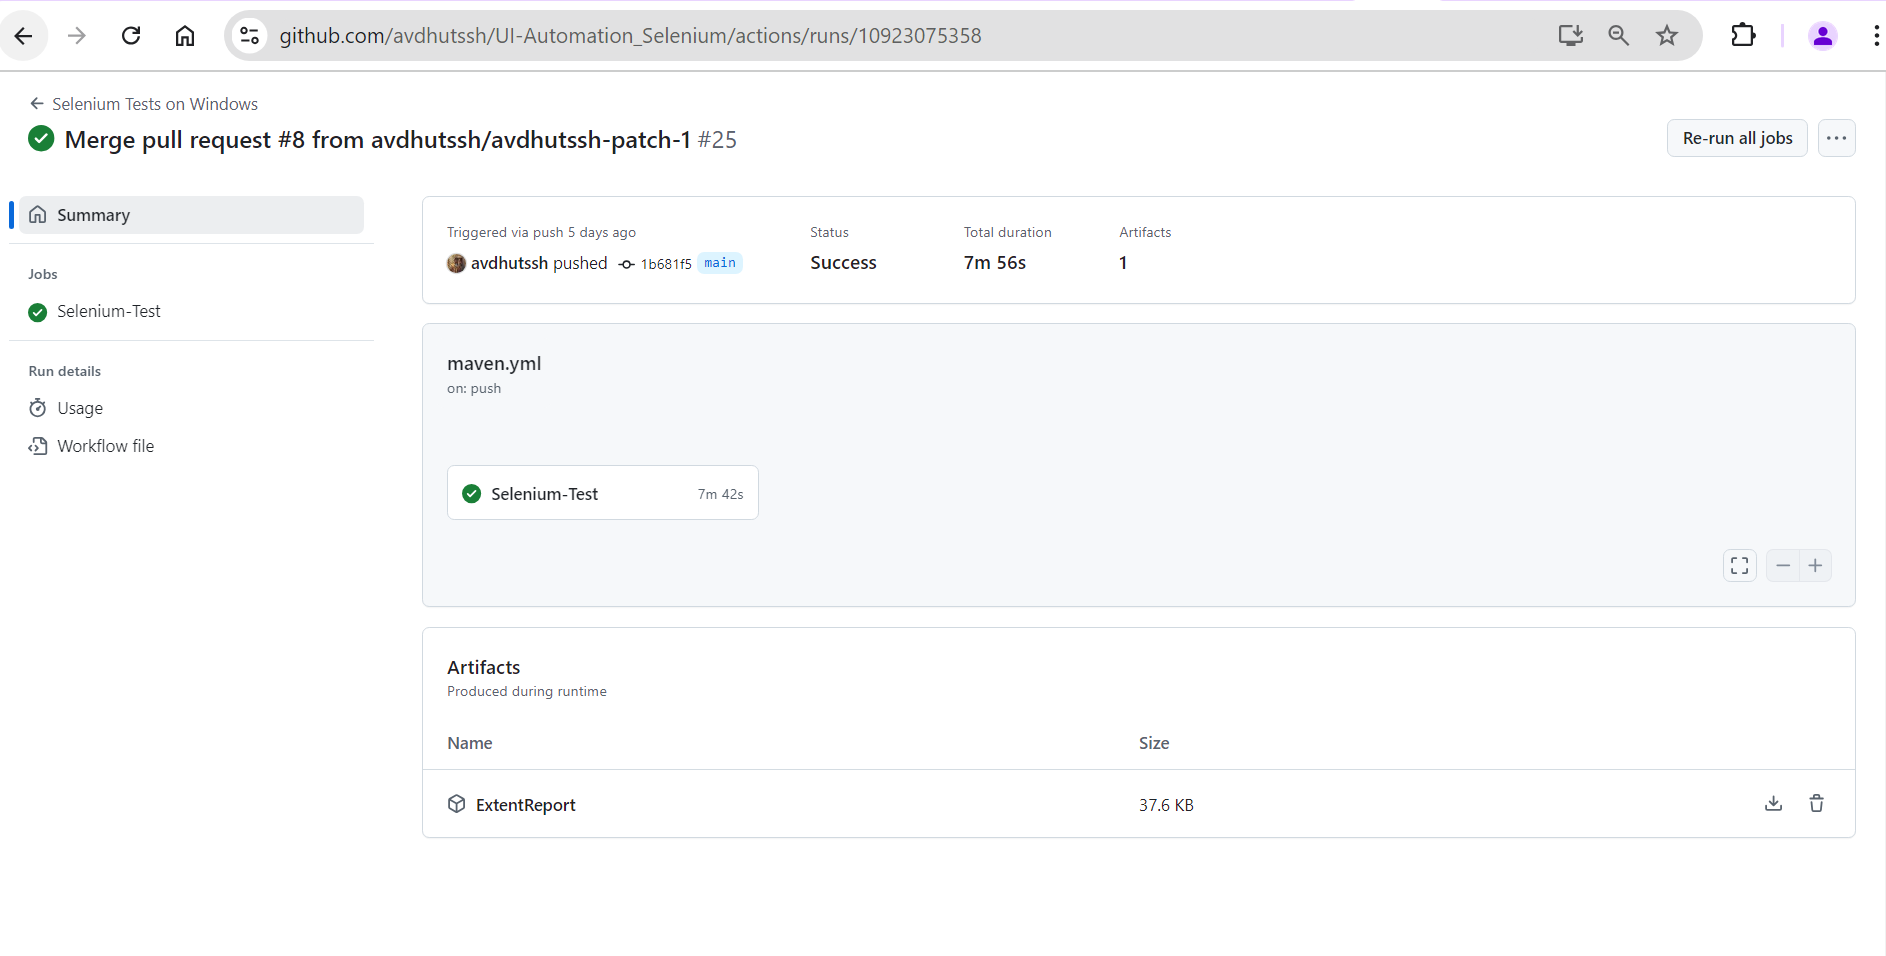 github.com/avdhutssh/UI-Automation_Selenium/actions/runs/10923075358
Selenium Tests on Windows
Merge pull request #8 from avdhutssh/avdhutssh-patch-1 #25
Re-run all jobs
Summary
Jobs
Selenium-Test
Run details
Usage
Workflow file
Triggered via push 5 days ago
avdhutssh pushed 1b681f5 main
Status
Success
Total duration
7m 56s
Artifacts
1
maven.yml
on: push
Selenium-Test 7m 42s
Artifacts
Produced during runtime
Name Size
ExtentReport 37.6 KB